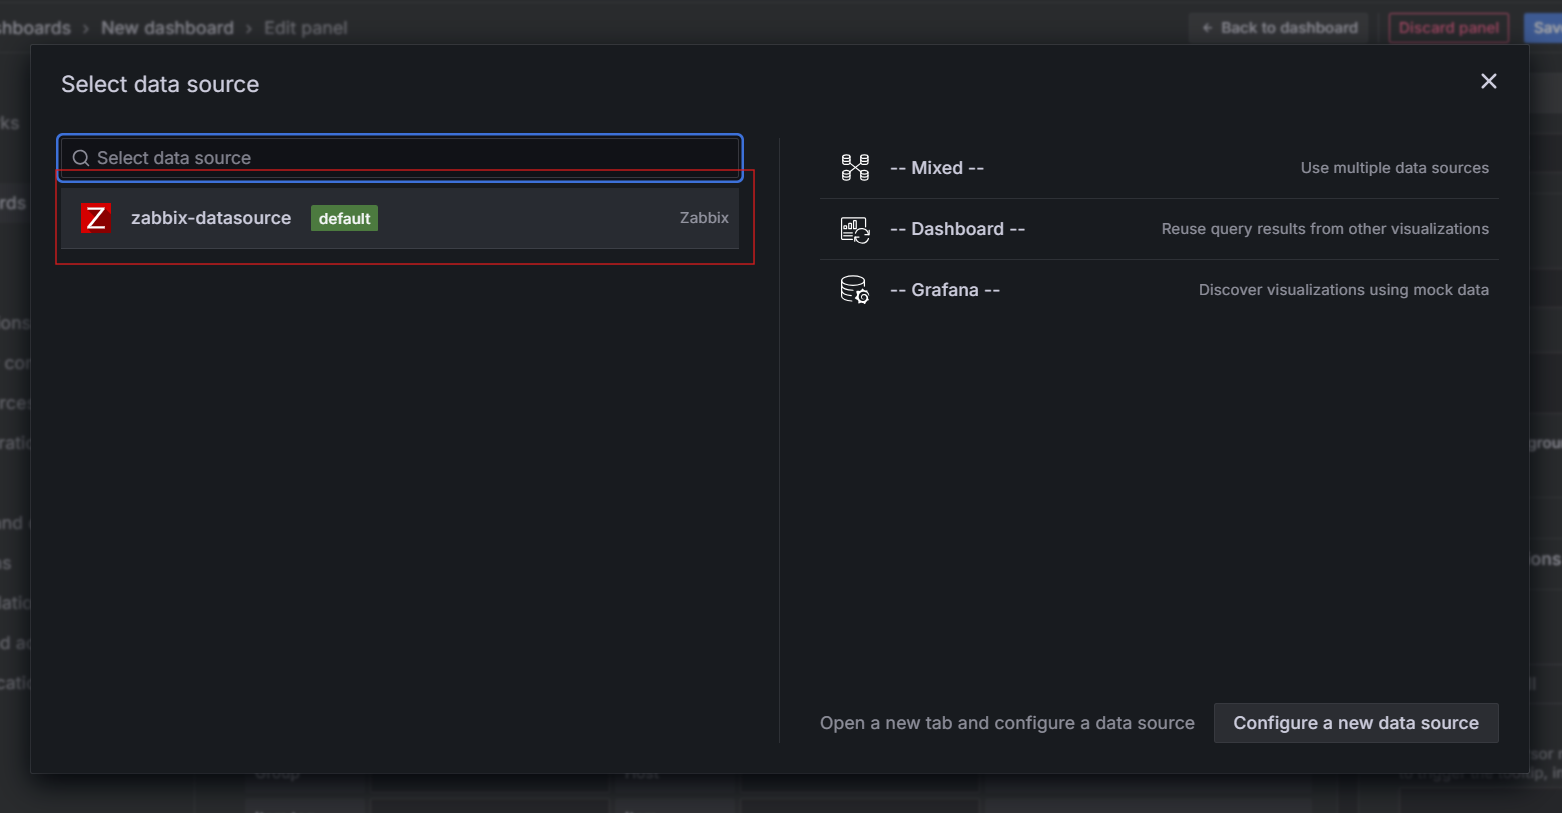 New dashboard > Edit panel
← Back to dashboard
Discard panel
Select data source
Select data source
Z zabbix-datasource default Zabbix
-- Mixed -- Use multiple data sources
-- Dashboard -- Reuse query results from other visualizations
-- Grafana -- Discover visualizations using mock data
Open a new tab and configure a data source Configure a new data source